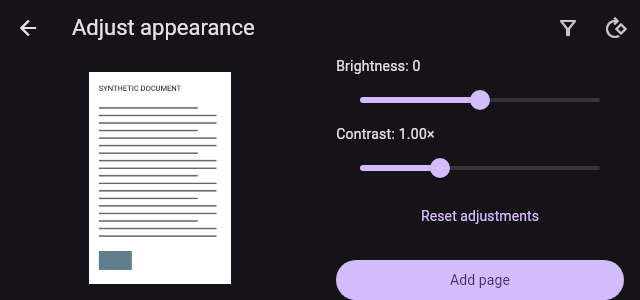 Adjust appearance
SYNTHETIC DOCUMENT
Brightness: 0
Contrast: 1.00×
Reset adjustments
Add page